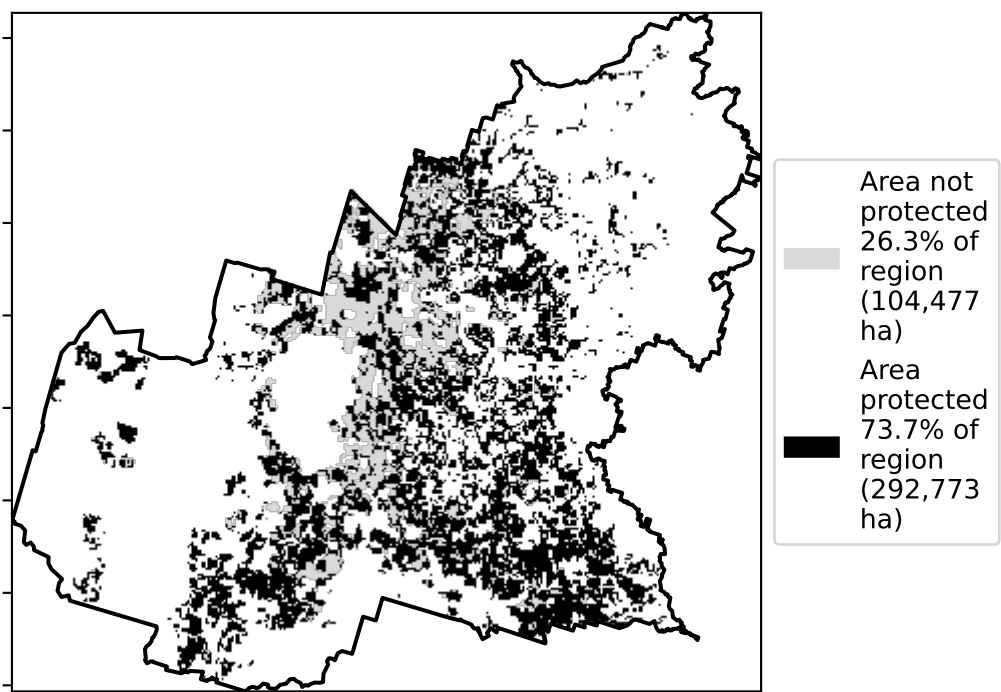 Area not
protected
26.3% of
region
(104,477
ha)
Area
protected
73.7% of
region
(292,773
ha)